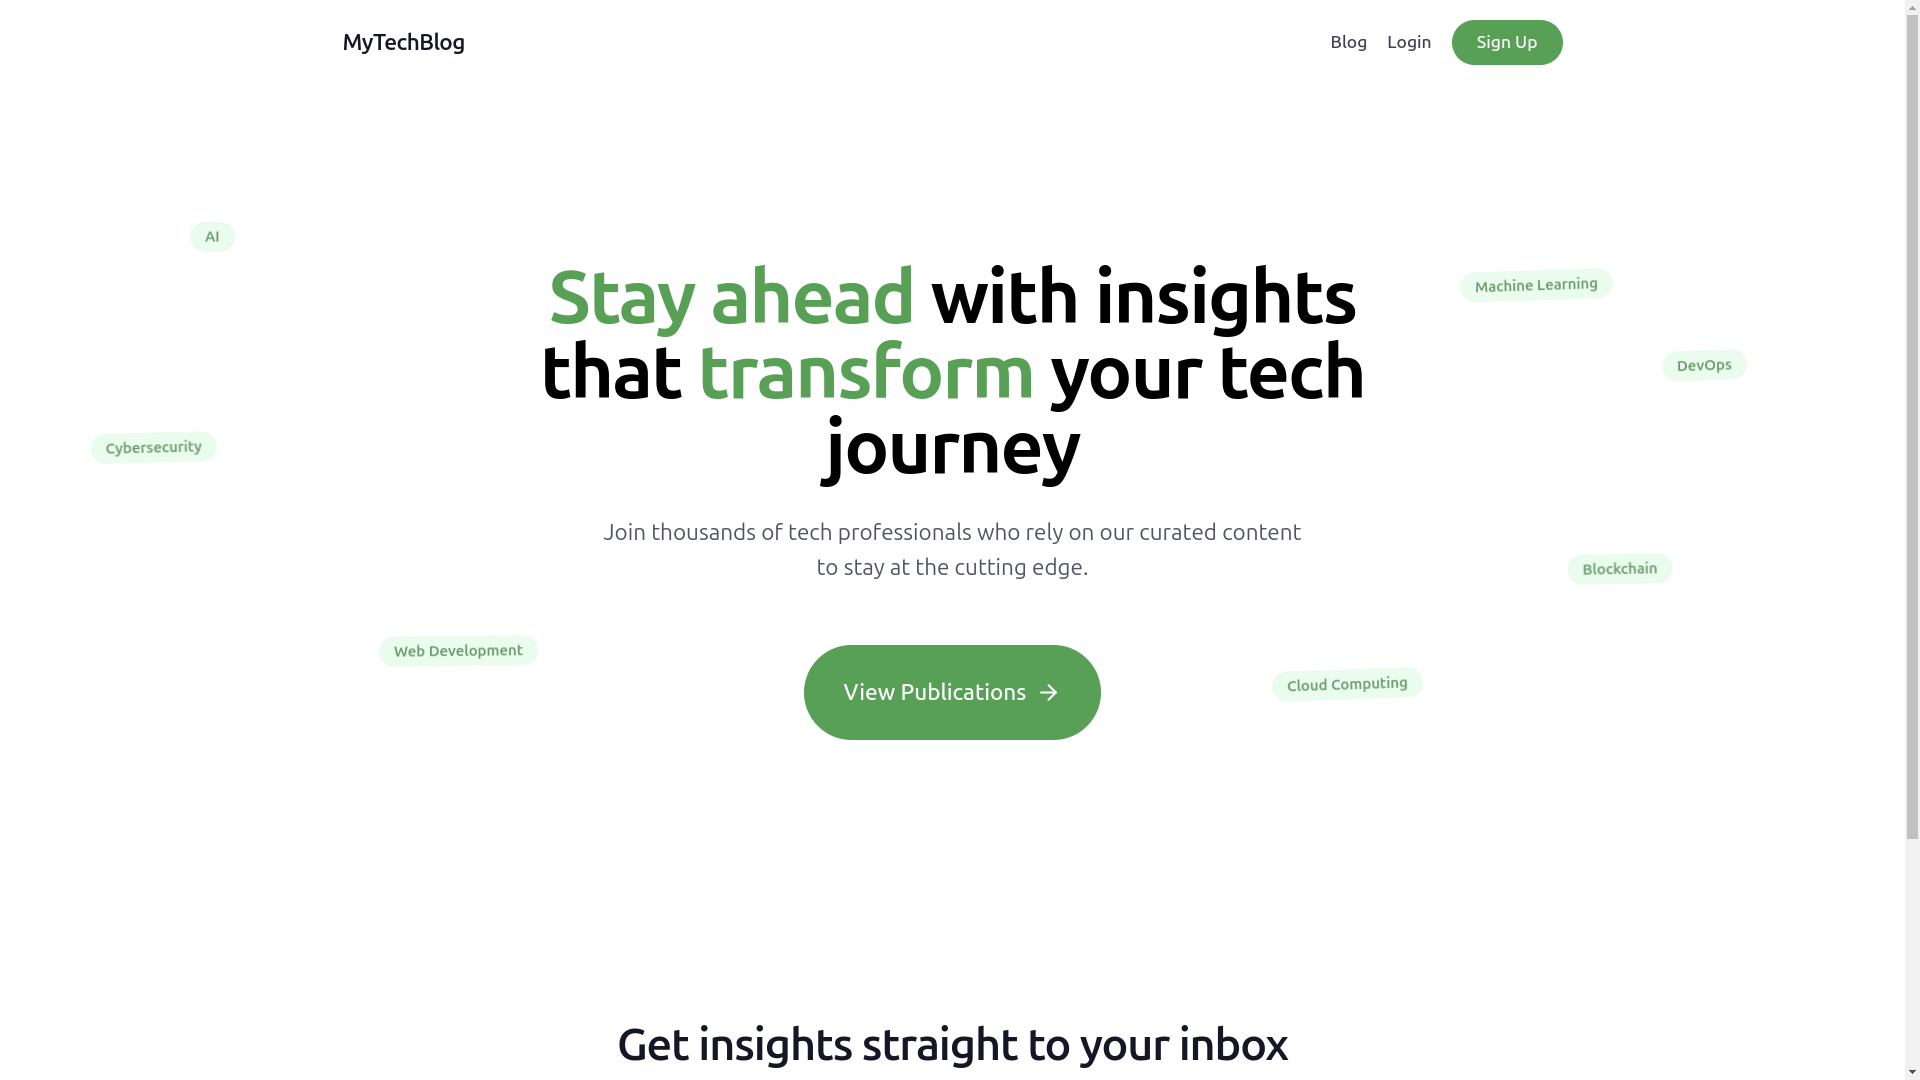 MyTechBlog
Blog
Login
Sign Up
AI
Stay ahead with insights
that transform your tech
journey
Machine Learning
DevOps
Cybersecurity
Join thousands of tech professionals who rely on our curated content
to stay at the cutting edge.
Blockchain
Web Development
View Publications
Cloud Computing
Get insights straight to your inbox